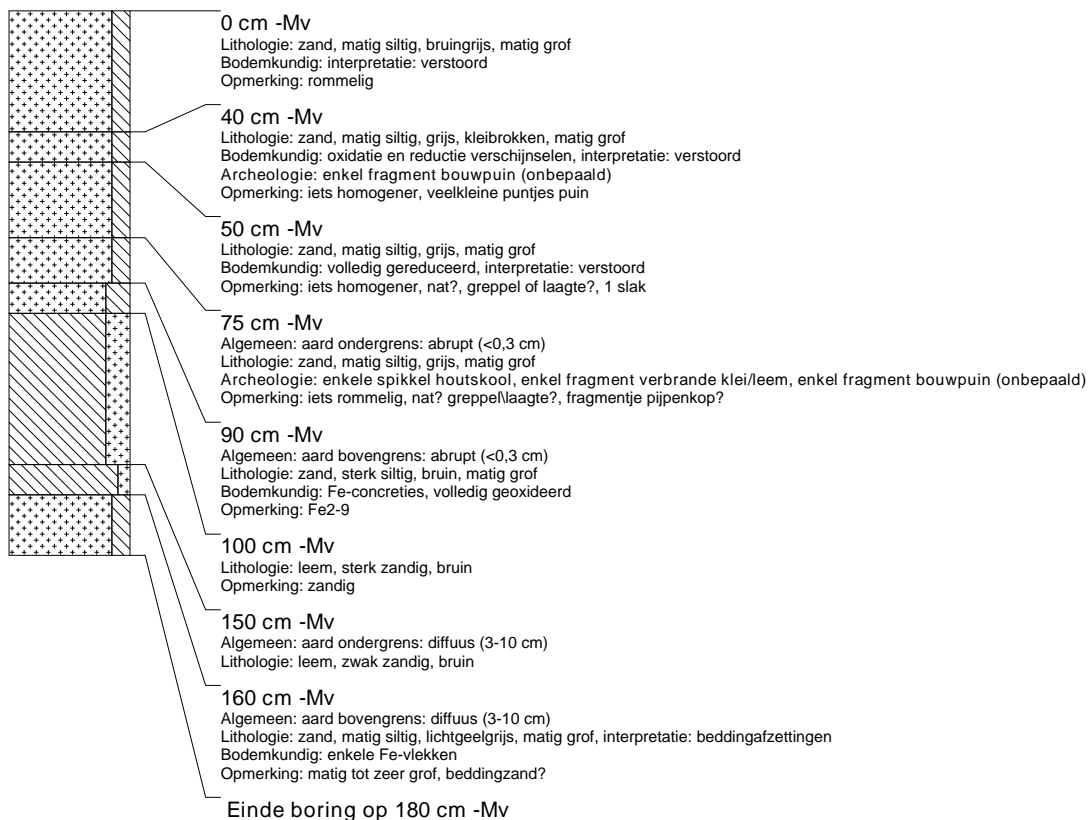 0 cm -Mv
Lithologie: zand, matig siltig, bruingrijs, matig grof
Bodemkundig: interpretatie: verstoord
Opmerking: rommelig
40 cm -Mv
Lithologie: zand, matig siltig, grijs, kleibrokken, matig grof
Bodemkundig: oxidatie en reductie verschijnselen, interpretatie: verstoord
Archeologie: enkel fragment bouwpuin (onbepaald)
Opmerking: iets homogener, veelkleine puntjes puin
50 cm -Mv
Lithologie: zand, matig siltig, grijs, matig grof
Bodemkundig: volledig gereduceerd, interpretatie: verstoord
Opmerking: iets homogener, nat?, greppel of laagte?, 1 slak
75 cm -Mv
Algemeen: aard ondergrens: abrupt (<0,3 cm)
Lithologie: zand, matig siltig, grijs, matig grof
Archeologie: enkele spikkel houtskool, enkel fragment verbrande klei/leem, enkel fragment bouwpuin (onbepaald)
Opmerking: iets rommelig, nat? greppel\laagte?, fragmentje pijpenkop?
90 cm -Mv
Algemeen: aard bovengrens: abrupt (<0,3 cm)
Lithologie: zand, sterk siltig, bruin, matig grof
Bodemkundig: Fe-concreties, volledig geoxideerd
Opmerking: Fe2-9
100 cm -Mv
Lithologie: leem, sterk zandig, bruin
Opmerking: zandig
150 cm -Mv
Algemeen: aard ondergrens: diffuus (3-10 cm)
Lithologie: leem, zwak zandig, bruin
160 cm -Mv
Algemeen: aard bovengrens: diffuus (3-10 cm)
Lithologie: zand, matig siltig, lichtgeelgrijs, matig grof, interpretatie: beddingafzettingen
Bodemkundig: enkele Fe-vlekken
Opmerking: matig tot zeer grof, beddingzand?
Einde boring op 180 cm -Mv